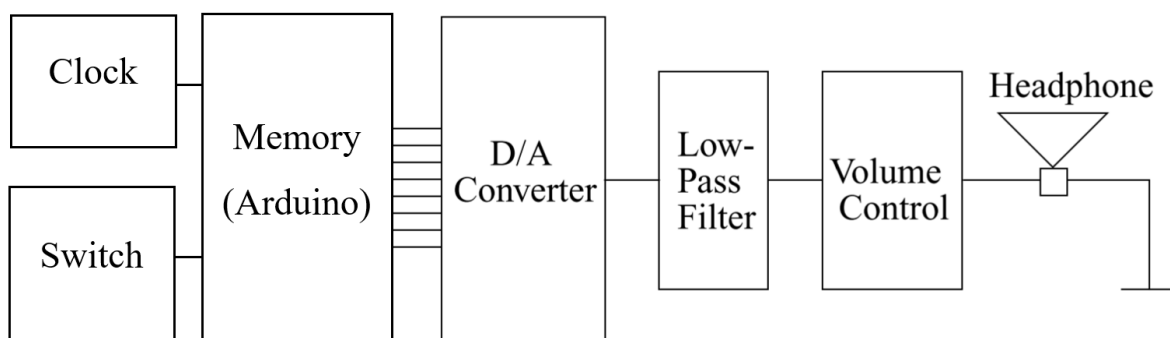 Clock
Switch
Memory
(Arduino)
D/A
Converter
Low-
Pass
Filter
Volume
Control
Headphone